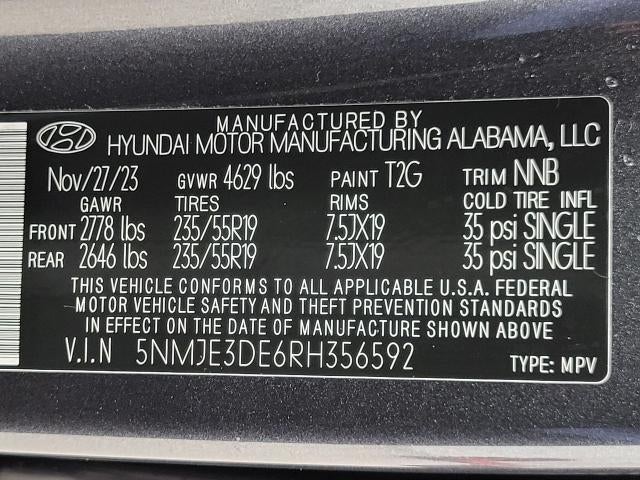 MANUFACTURED BY
HYUNDAI MOTOR MANUFACTURING ALABAMA, LLC
Nov/27/23 GVWR 4629 lbs PAINT T2G TRIM NNB
GAWR TIRES RIMS COLD TIRE INFL
FRONT 2778 lbs 235/55R19 7.5JX19 35 psi SINGLE
REAR 2646 lbs 235/55R19 7.5JX19 35 psi SINGLE
THIS VEHICLE CONFORMS TO ALL APPLICABLE U.S.A. FEDERAL
MOTOR VEHICLE SAFETY AND THEFT PREVENTION STANDARDS
IN EFFECT ON THE DATE OF MANUFACTURE SHOWN ABOVE
V.I.N 5NMJE3DE6RH356592 TYPE: MPV